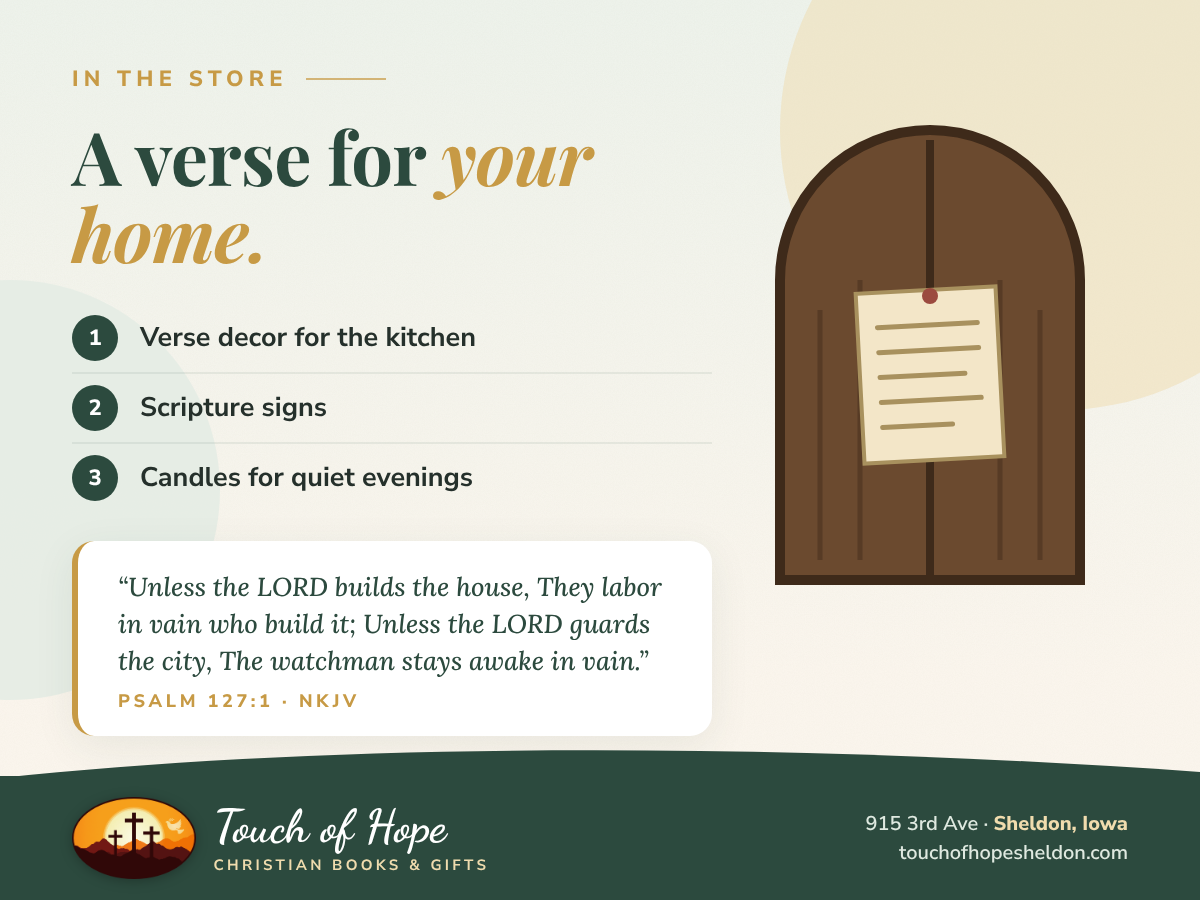 IN THE STORE
A verse for your
home.
1 Verse decor for the kitchen
2 Scripture signs
3 Candles for quiet evenings
“Unless the LORD builds the house, They labor
in vain who build it; Unless the LORD guards
the city, The watchman stays awake in vain.”
PSALM 127:1 · NKJV
Touch of Hope
CHRISTIAN BOOKS & GIFTS
915 3rd Ave · Sheldon, Iowa
touchofhopesheldon.com